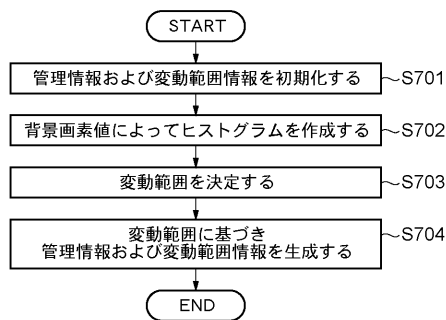 START
管理情報および変動範囲情報を初期化する
S701
背景画素値によってヒストグラムを作成する
S702
変動範囲を決定する
S703
変動範囲に基づき
管理情報および変動範囲情報を生成する
S704
END